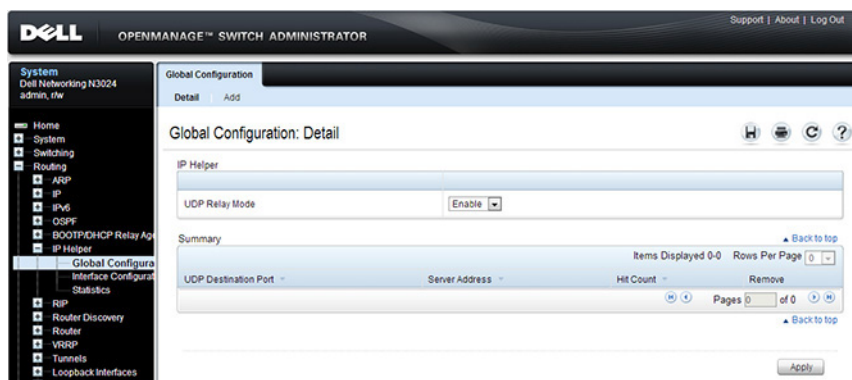 Support | About | Log Out
DELL OPENMANAGE™ SWITCH ADMINISTRATOR
System
Dell Networking N3024
admin, r/w
Home
System
Switching
Routing
ARP
IP
IPv6
OSPF
BOOTP/DHCP Relay Age
IP Helper
Global Configura
Interface Configurat
Statistics
RIP
Router Discovery
Router
VRRP
Tunnels
Loopback Interfaces
Global Configuration
Detail Add
Global Configuration: Detail
IP Helper
UDP Relay Mode Enable
Summary Back to top
Items Displayed 0-0 Rows Per Page 0
UDP Destination Port Server Address Hit Count Remove
Pages 0 of 0
Back to top
Apply